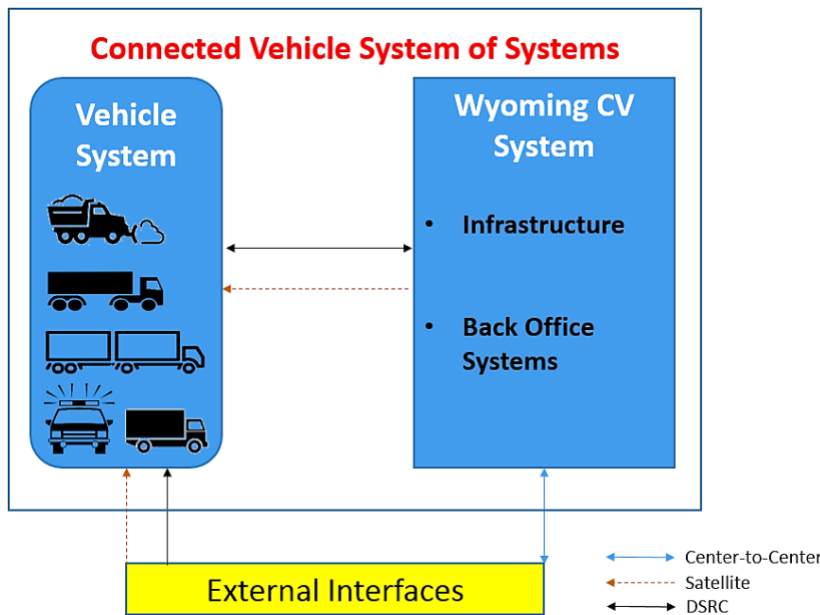 Connected Vehicle System of Systems
Vehicle
System
Wyoming CV
System
• Infrastructure
• Back Office
Systems
External Interfaces
Center-to-Center
Satellite
DSRC